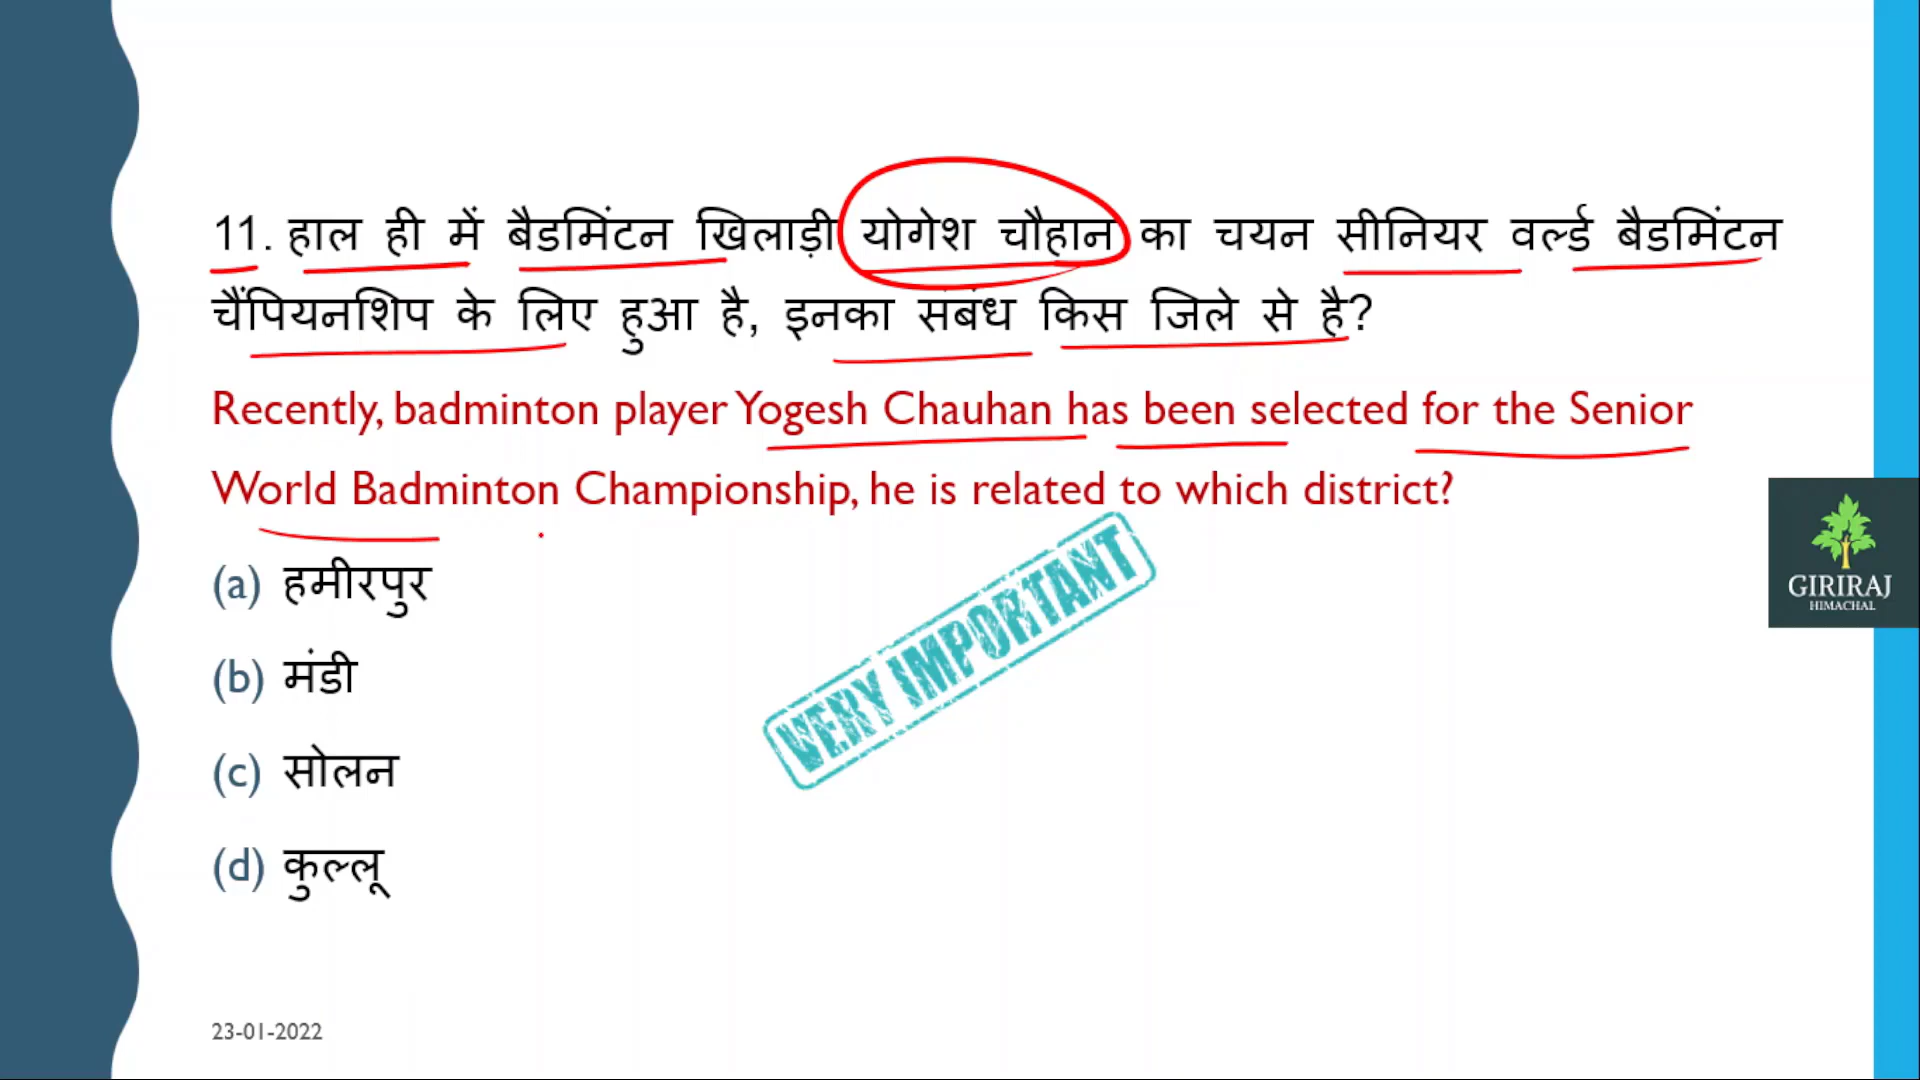 11. हाल ही में बैडमिंटन खिलाड़ी योगेश चौहान का चयन सीनियर वर्ल्ड बैडमिंटन
चैंपियनशिप के लिए हुआ है, इनका संबंध किस जिले से है?
Recently, badminton player Yogesh Chauhan has been selected for the Senior
World Badminton Championship, he is related to which district?
(a) हमीरपुर
(b) मंडी
(c) सोलन
(d) कुल्लू
VERY IMPORTANT
GIRIRAJ
HIMACHAL
23-01-2022